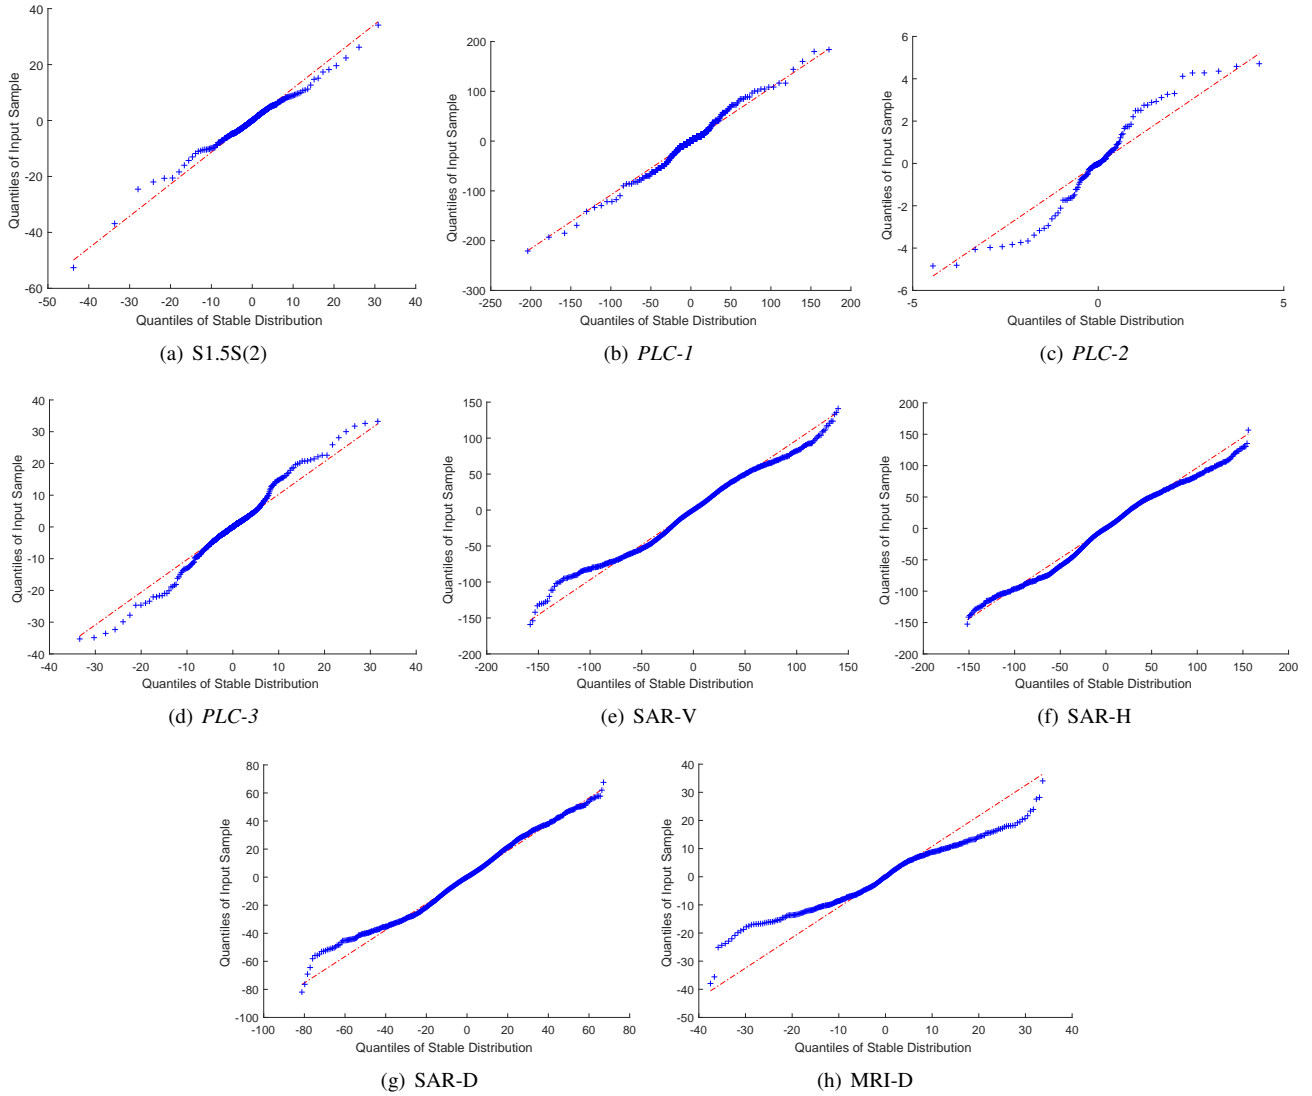 40
20
0
-20
-40
-60
-50 -40 -30 -20 -10 0 10 20 30 40
Quantiles of Input Sample
Quantiles of Stable Distribution
(a) S1.5S(2)
200
100
0
-100
-200
-300
-250 -200 -150 -100 -50 0 50 100 150 200
Quantiles of Input Sample
Quantiles of Stable Distribution
(b) PLC-1
6
4
2
0
-2
-4
-6
-5 0 5
Quantiles of Input Sample
Quantiles of Stable Distribution
(c) PLC-2
40
30
20
10
0
-10
-20
-30
-40
-40 -30 -20 -10 0 10 20 30 40
Quantiles of Input Sample
Quantiles of Stable Distribution
(d) PLC-3
150
100
50
0
-50
-100
-150
-200
-200 -150 -100 -50 0 50 100 150
Quantiles of Input Sample
Quantiles of Stable Distribution
(e) SAR-V
200
150
100
50
0
-50
-100
-150
-200
-200 -150 -100 -50 0 50 100 150 200
Quantiles of Input Sample
Quantiles of Stable Distribution
(f) SAR-H
80
60
40
20
0
-20
-40
-60
-80
-100
-100 -80 -60 -40 -20 0 20 40 60 80
Quantiles of Input Sample
Quantiles of Stable Distribution
(g) SAR-D
40
30
20
10
0
-10
-20
-30
-40
-50
-40 -30 -20 -10 0 10 20 30 40
Quantiles of Input Sample
Quantiles of Stable Distribution
(h) MRI-D